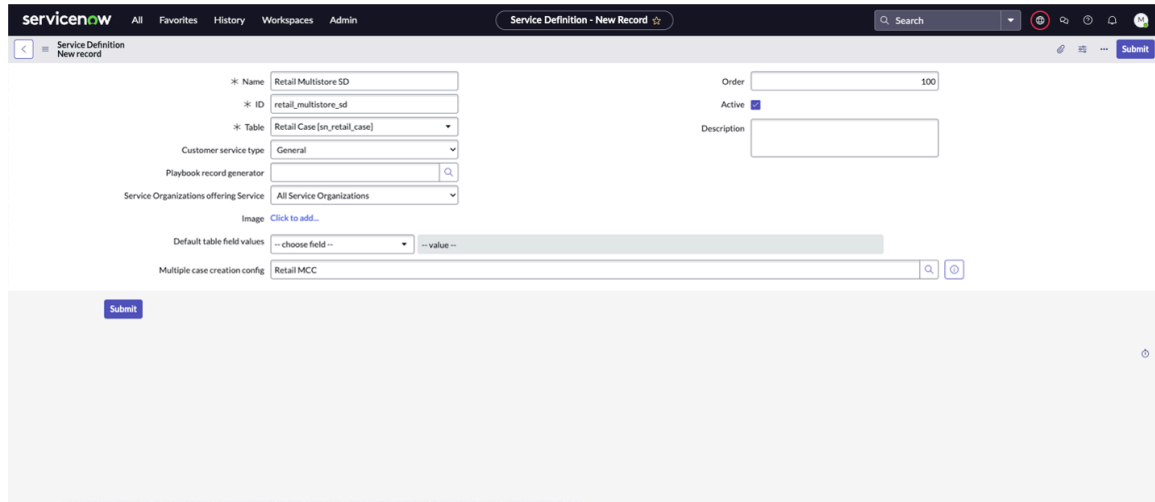 servicenow All Favorites History Workspaces Admin Service Definition - New Record ☆ Search M
Service Definition
New record
Submit
* Name Retail Multistore SD
Order 100
* ID retail_multistore_sd
Active
* Table Retail Case [sn_retail_case]
Description
Customer service type General
Playbook record generator
Service Organizations offering Service All Service Organizations
Image Click to add...
Default table field values -- choose field -- -- value --
Multiple case creation config Retail MCC
Submit